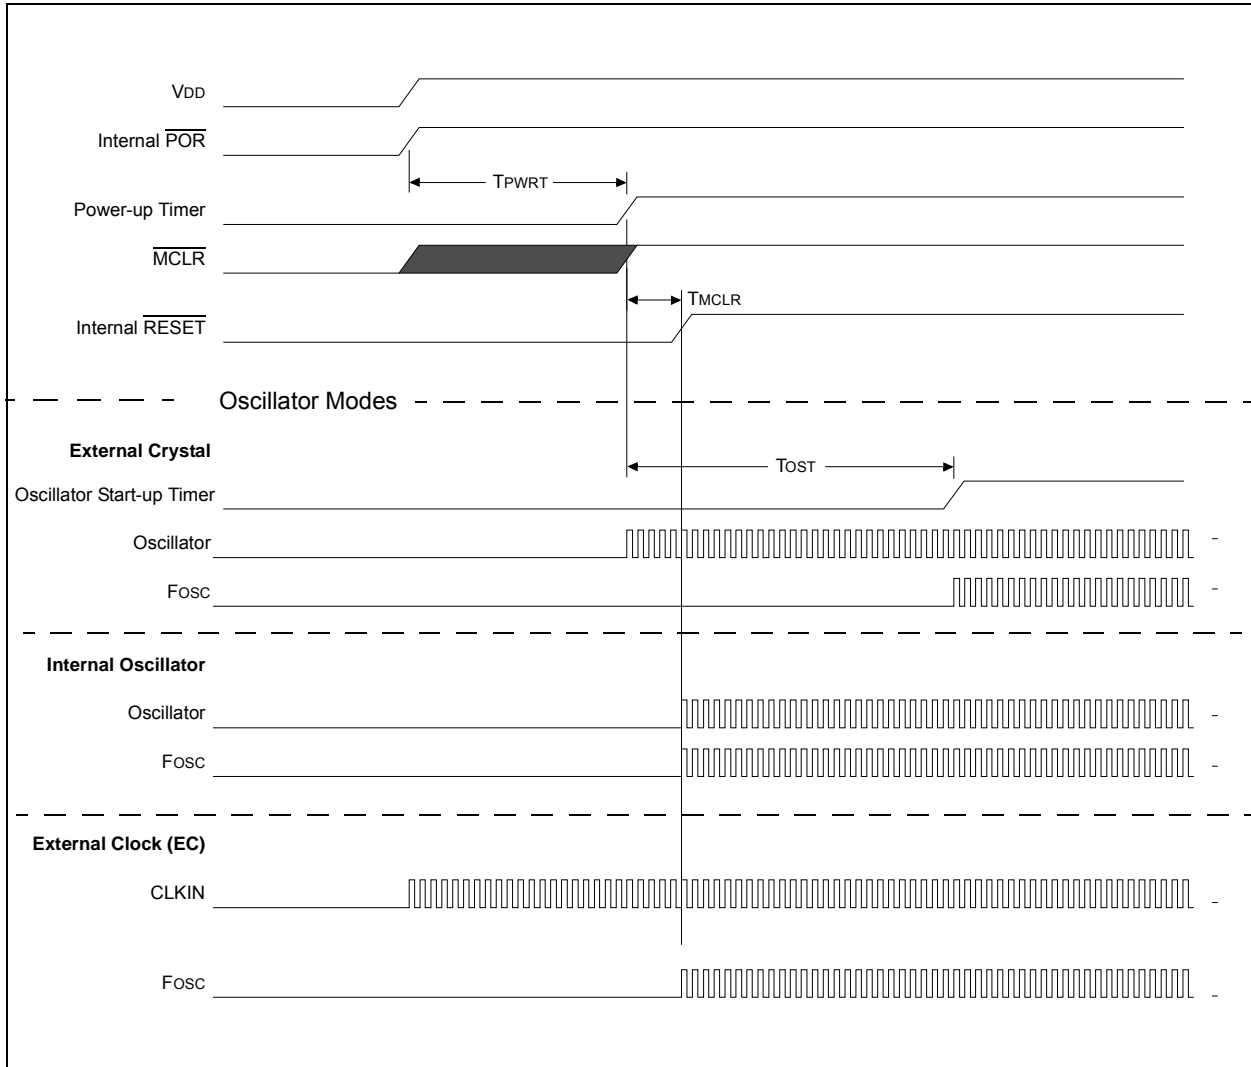 VDD
Internal POR
TPWRT
Power-up Timer
MCLR
TMCLR
Internal RESET
Oscillator Modes
External Crystal
TOST
Oscillator Start-up Timer
Oscillator
FOSC
Internal Oscillator
Oscillator
FOSC
External Clock (EC)
CLKIN
FOSC